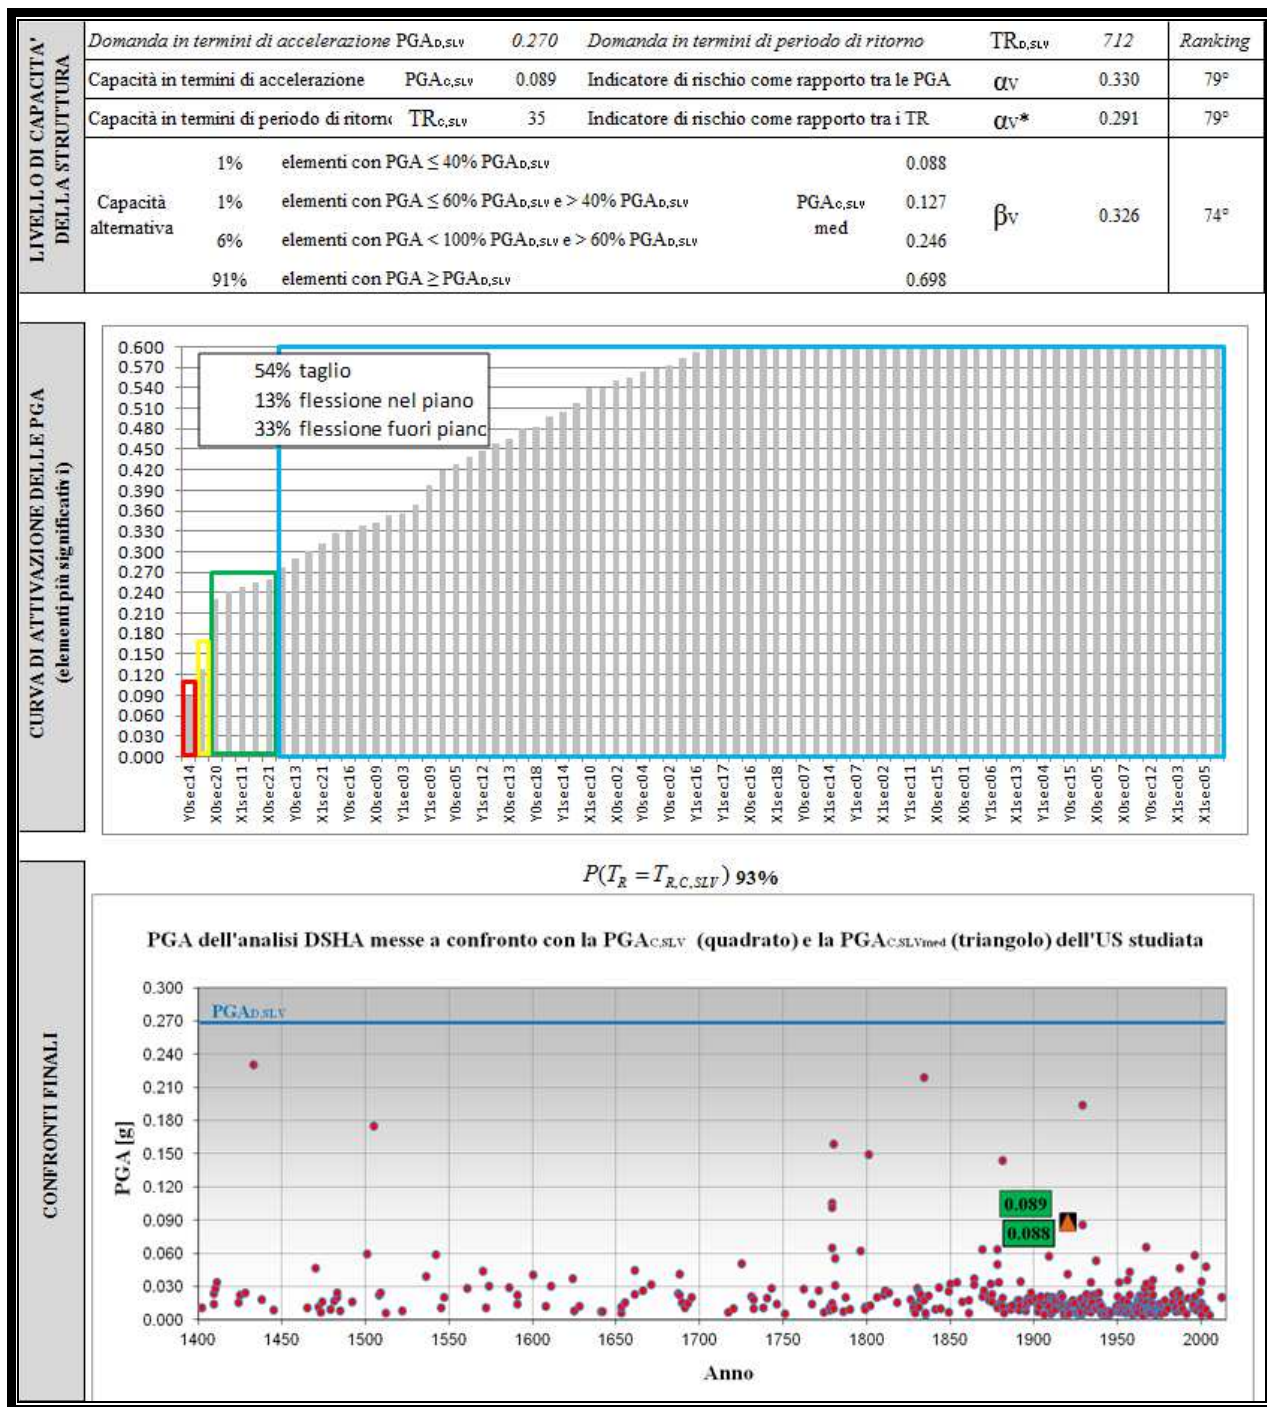 LIVELLO DI CAPACITA'
DELLA STRUTTURA
Domanda in termini di accelerazione PGAD,SLV 0.270 Domanda in termini di periodo di ritorno TRD,SLV 712 Ranking
Capacità in termini di accelerazione PGAC,SLV 0.089 Indicatore di rischio come rapporto tra le PGA αV 0.330 79°
Capacità in termini di periodo di ritorno TRC,SLV 35 Indicatore di rischio come rapporto tra i TR αV* 0.291 79°
Capacità
alternativa
1% elementi con PGA ≤ 40% PGAD,SLV 0.088
1% elementi con PGA ≤ 60% PGAD,SLV e > 40% PGAD,SLV 0.127
6% elementi con PGA < 100% PGAD,SLV e > 60% PGAD,SLV 0.246
91% elementi con PGA ≥ PGAD,SLV 0.698
PGAC,SLV
med
βV 0.326 74°
CURVA DI ATTIVAZIONE DELLE PGA
(elementi più significativi)
0.600
0.570
0.540
0.510
0.480
0.450
0.420
0.390
0.360
0.330
0.300
0.270
0.240
0.210
0.180
0.150
0.120
0.090
0.060
0.030
0.000
54% taglio
13% flessione nel piano
33% flessione fuori pianc
Y0sec14
X0sec20
X1sec11
X0sec21
Y0sec13
X1sec21
Y0sec16
X0sec09
Y1sec03
Y1sec09
Y0sec05
Y1sec12
X0sec13
Y0sec18
Y1sec14
X1sec10
X0sec02
Y0sec04
Y0sec02
Y1sec16
X1sec17
X0sec16
X1sec18
Y0sec07
X0sec14
Y1sec07
X1sec02
Y1sec11
X0sec15
X0sec01
Y1sec06
X1sec13
Y1sec04
Y0sec15
X0sec05
X0sec07
Y0sec12
X1sec03
X1sec05
CONFRONTI FINALI
P(TR = TR,C,SLV) 93%
PGA dell'analisi DSHA messe a confronto con la PGAC,SLV (quadrato) e la PGAC,SLVmed (triangolo) dell'US studiata
PGA [g]
0.300
0.270
0.240
0.210
0.180
0.150
0.120
0.090
0.060
0.030
0.000
PGAD,SLV
0.089
0.088
1400 1450 1500 1550 1600 1650 1700 1750 1800 1850 1900 1950 2000
Anno